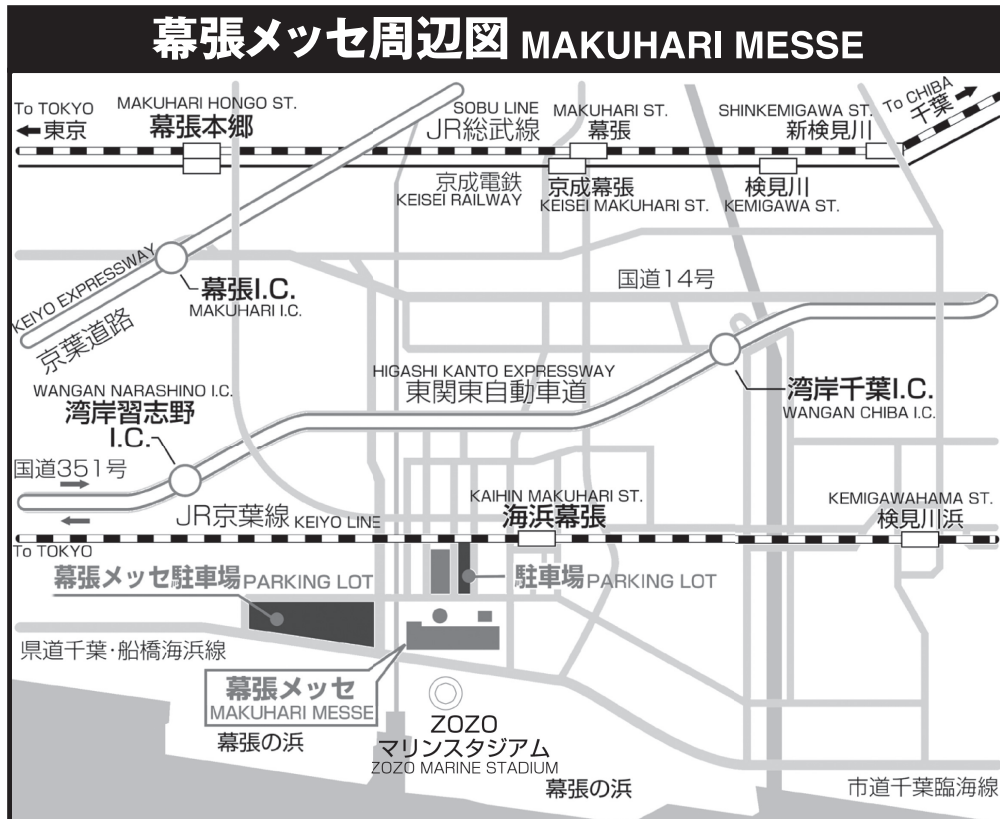 幕張メッセ周辺図 MAKUHARI MESSE
To TOKYO
東京
MAKUHARI HONGO ST.
幕張本郷
SOBU LINE
JR総武線
MAKUHARI ST.
幕張
SHINKEMIGAWA ST.
新検見川
To CHIBA
千葉
京成電鉄
KEISEI RAILWAY
京成幕張
KEISEI MAKUHARI ST.
検見川
KEMIGAWA ST.
KEIYO EXPRESSWAY
京葉道路
幕張I.C.
MAKUHARI I.C.
国道14号
HIGASHI KANTO EXPRESSWAY
東関東自動車道
湾岸千葉I.C.
WANGAN CHIBA I.C.
WANGAN NARASHINO I.C.
湾岸習志野
I.C.
国道351号
JR京葉線 KEIYO LINE
KAIHIN MAKUHARI ST.
海浜幕張
KEMIGAWAHAMA ST.
検見川浜
To TOKYO
幕張メッセ駐車場 PARKING LOT
駐車場 PARKING LOT
県道千葉・船橋海浜線
幕張メッセ
MAKUHARI MESSE
幕張の浜
ZOZO
マリンスタジアム
ZOZO MARINE STADIUM
幕張の浜
市道千葉臨海線